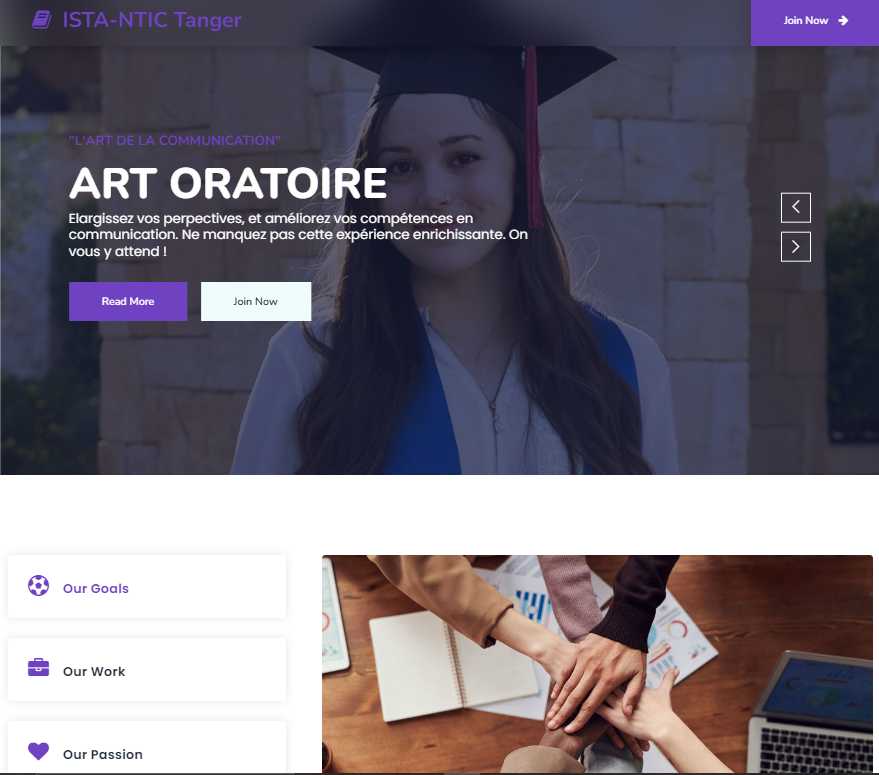 ISTA-NTIC Tanger
Join Now
"L'ART DE LA COMMUNICATION"
ART ORATOIRE
Elargissez vos perpectives, et améliorez vos compétences en
communication. Ne manquez pas cette expérience enrichissante. On
vous y attend !
Read More
Join Now
Our Goals
Our Work
Our Passion